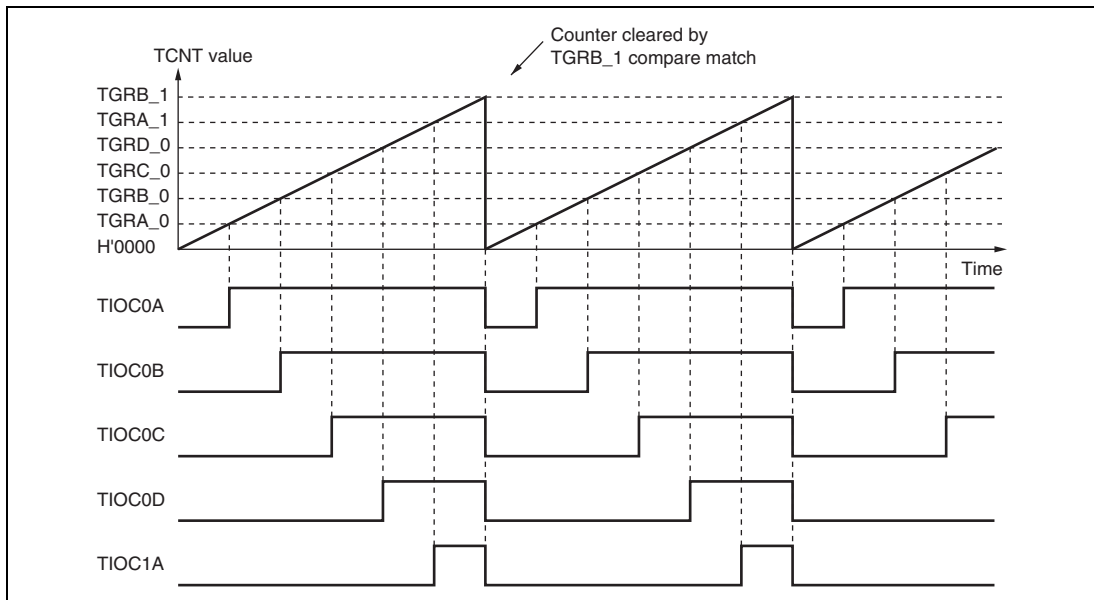 Counter cleared by
TGRB_1 compare match
TCNT value
TGRB_1
TGRA_1
TGRD_0
TGRC_0
TGRB_0
TGRA_0
H'0000
Time
TIOC0A
TIOC0B
TIOC0C
TIOC0D
TIOC1A